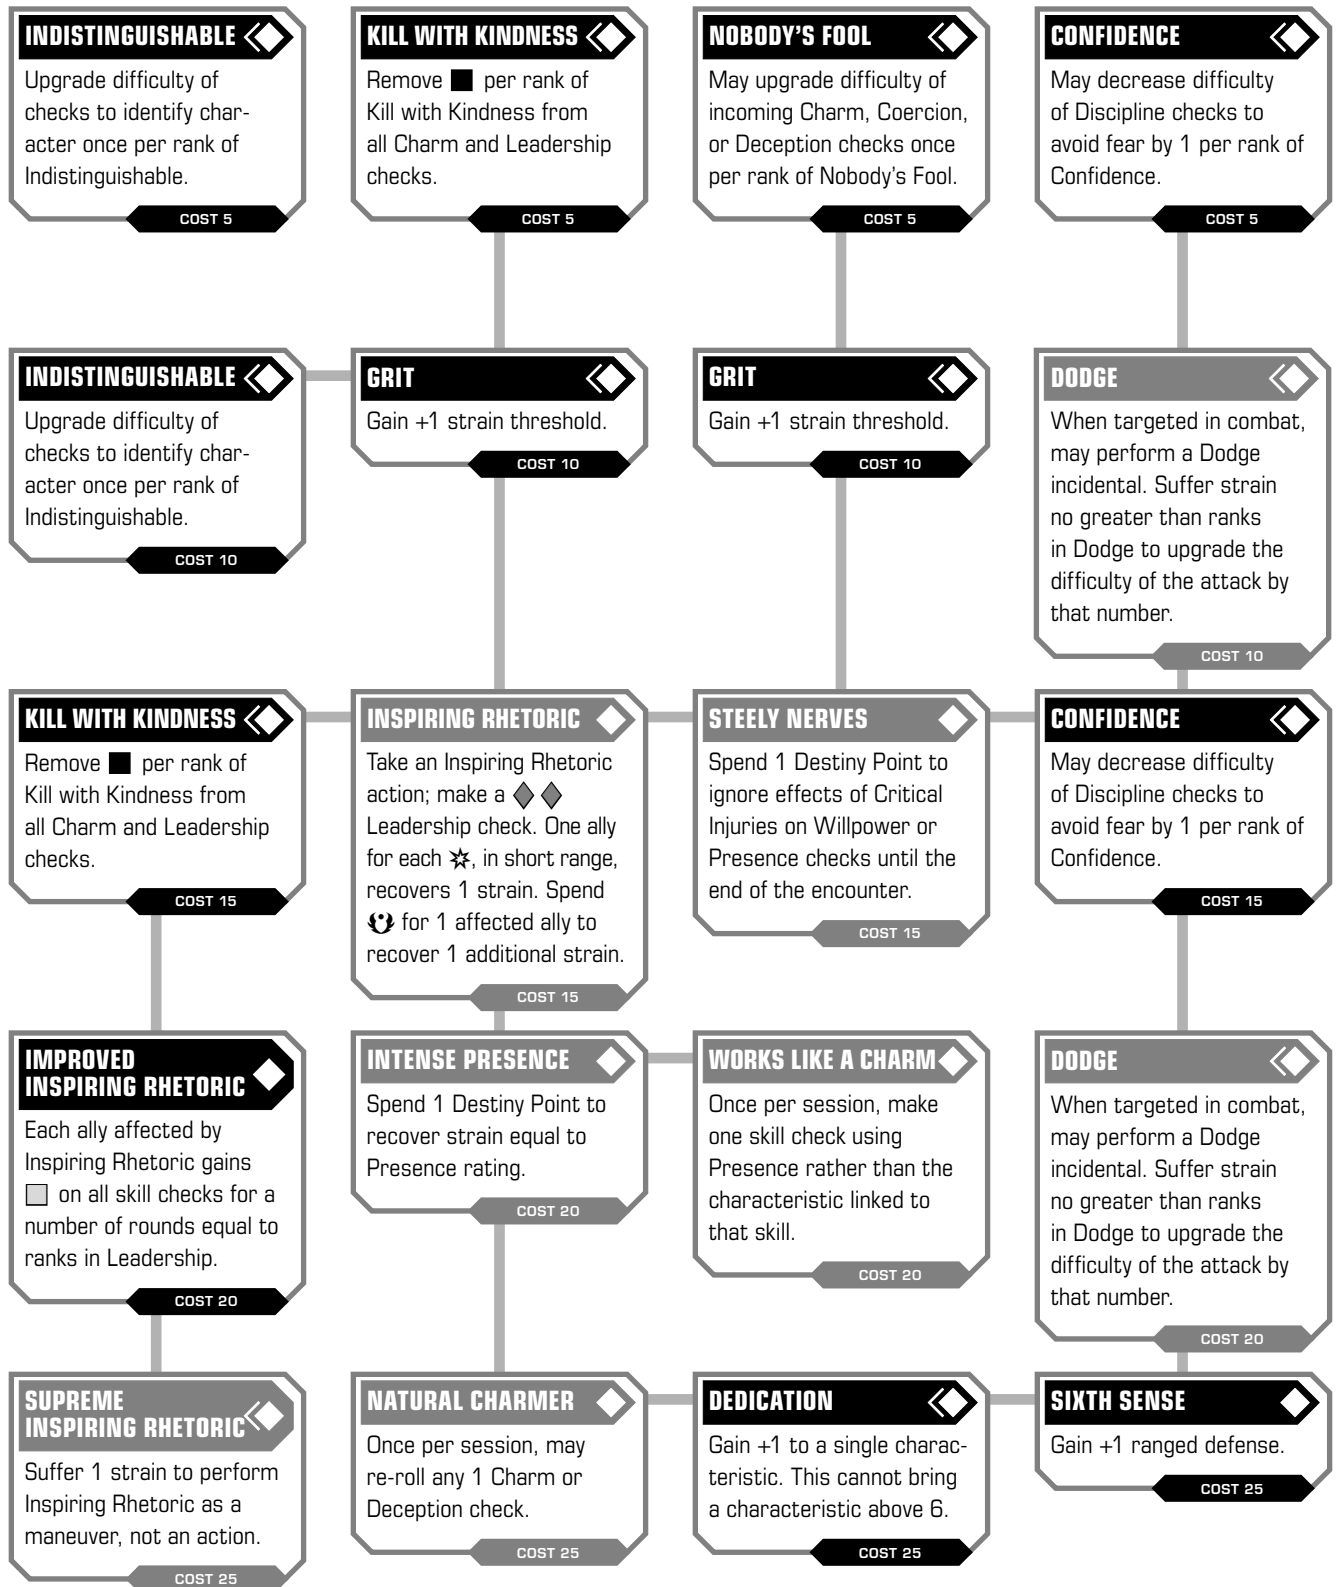 INDISTINGUISHABLE
Upgrade difficulty of
checks to identify char-
acter once per rank of
Indistinguishable.
COST 5
KILL WITH KINDNESS
Remove per rank of
Kill with Kindness from
all Charm and Leadership
checks.
COST 5
NOBODY'S FOOL
May upgrade difficulty of
incoming Charm, Coercion,
or Deception checks once
per rank of Nobody's Fool.
COST 5
CONFIDENCE
May decrease difficulty
of Discipline checks to
avoid fear by 1 per rank of
Confidence.
COST 5
INDISTINGUISHABLE
Upgrade difficulty of
checks to identify char-
acter once per rank of
Indistinguishable.
COST 10
GRIT
Gain +1 strain threshold.
COST 10
GRIT
Gain +1 strain threshold.
COST 10
DODGE
When targeted in combat,
may perform a Dodge
incidental. Suffer strain
no greater than ranks
in Dodge to upgrade the
difficulty of the attack by
that number.
COST 10
KILL WITH KINDNESS
Remove per rank of
Kill with Kindness from
all Charm and Leadership
checks.
COST 15
INSPIRING RHETORIC
Take an Inspiring Rhetoric
action; make a
Leadership check. One ally
for each , in short range,
recovers 1 strain. Spend
for 1 affected ally to
recover 1 additional strain.
COST 15
STEELY NERVES
Spend 1 Destiny Point to
ignore effects of Critical
Injuries on Willpower or
Presence checks until the
end of the encounter.
COST 15
CONFIDENCE
May decrease difficulty
of Discipline checks to
avoid fear by 1 per rank of
Confidence.
COST 15
IMPROVED
INSPIRING RHETORIC
Each ally affected by
Inspiring Rhetoric gains
on all skill checks for a
number of rounds equal to
ranks in Leadership.
COST 20
INTENSE PRESENCE
Spend 1 Destiny Point to
recover strain equal to
Presence rating.
COST 20
WORKS LIKE A CHARM
Once per session, make
one skill check using
Presence rather than the
characteristic linked to
that skill.
COST 20
DODGE
When targeted in combat,
may perform a Dodge
incidental. Suffer strain
no greater than ranks
in Dodge to upgrade the
difficulty of the attack by
that number.
COST 20
SUPREME
INSPIRING RHETORIC
Suffer 1 strain to perform
Inspiring Rhetoric as a
maneuver, not an action.
COST 25
NATURAL CHARMER
Once per session, may
re-roll any 1 Charm or
Deception check.
COST 25
DEDICATION
Gain +1 to a single charac-
teristic. This cannot bring
a characteristic above 6.
COST 25
SIXTH SENSE
Gain +1 ranged defense.
COST 25